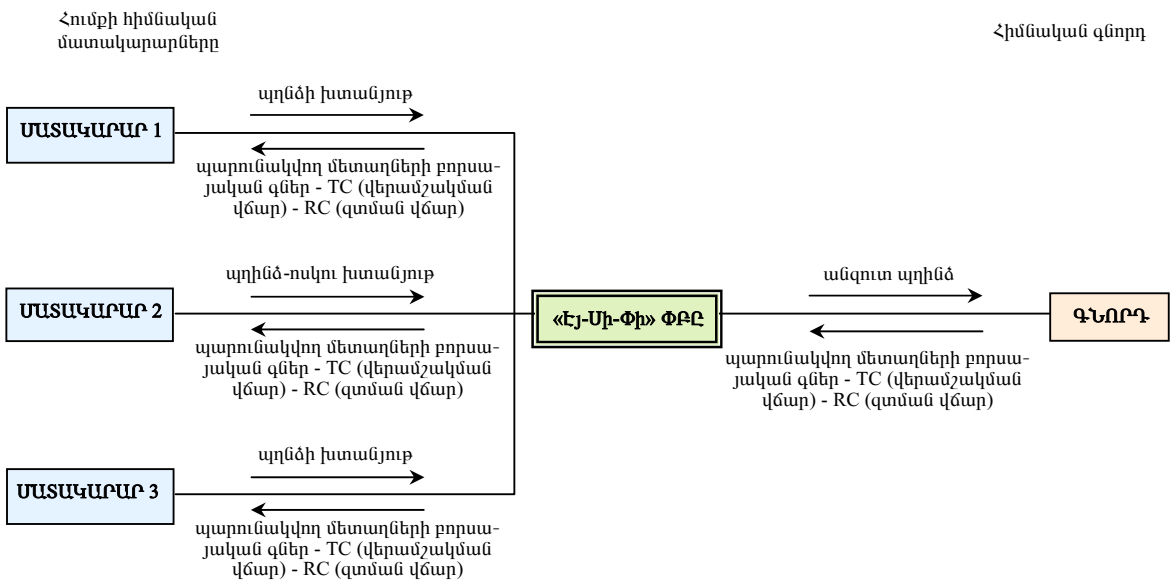 Հումքի հիմնական
մատակարարները
Հիմնական գնորդ
պղնձի խտանյութ
ՄԱՏԱԿԱՐԱՐ 1
պարունակվող մետաղների բորսա-
յական գներ - TC (վերամշակման
վճար) - RC (զտման վճար)
պղինձ-ոսկու խտանյութ
ՄԱՏԱԿԱՐԱՐ 2
պարունակվող մետաղների բորսա-
յական գներ - TC (վերամշակման
վճար) - RC (զտման վճար)
«Էյ-Սի-Փի» ՓԲԸ
անզուտ պղինձ
ԳՆՈՐԴ
պարունակվող մետաղների բորսա-
յական գներ - TC (վերամշակման
վճար) - RC (զտման վճար)
պղնձի խտանյութ
ՄԱՏԱԿԱՐԱՐ 3
պարունակվող մետաղների բորսա-
յական գներ - TC (վերամշակման
վճար) - RC (զտման վճար)